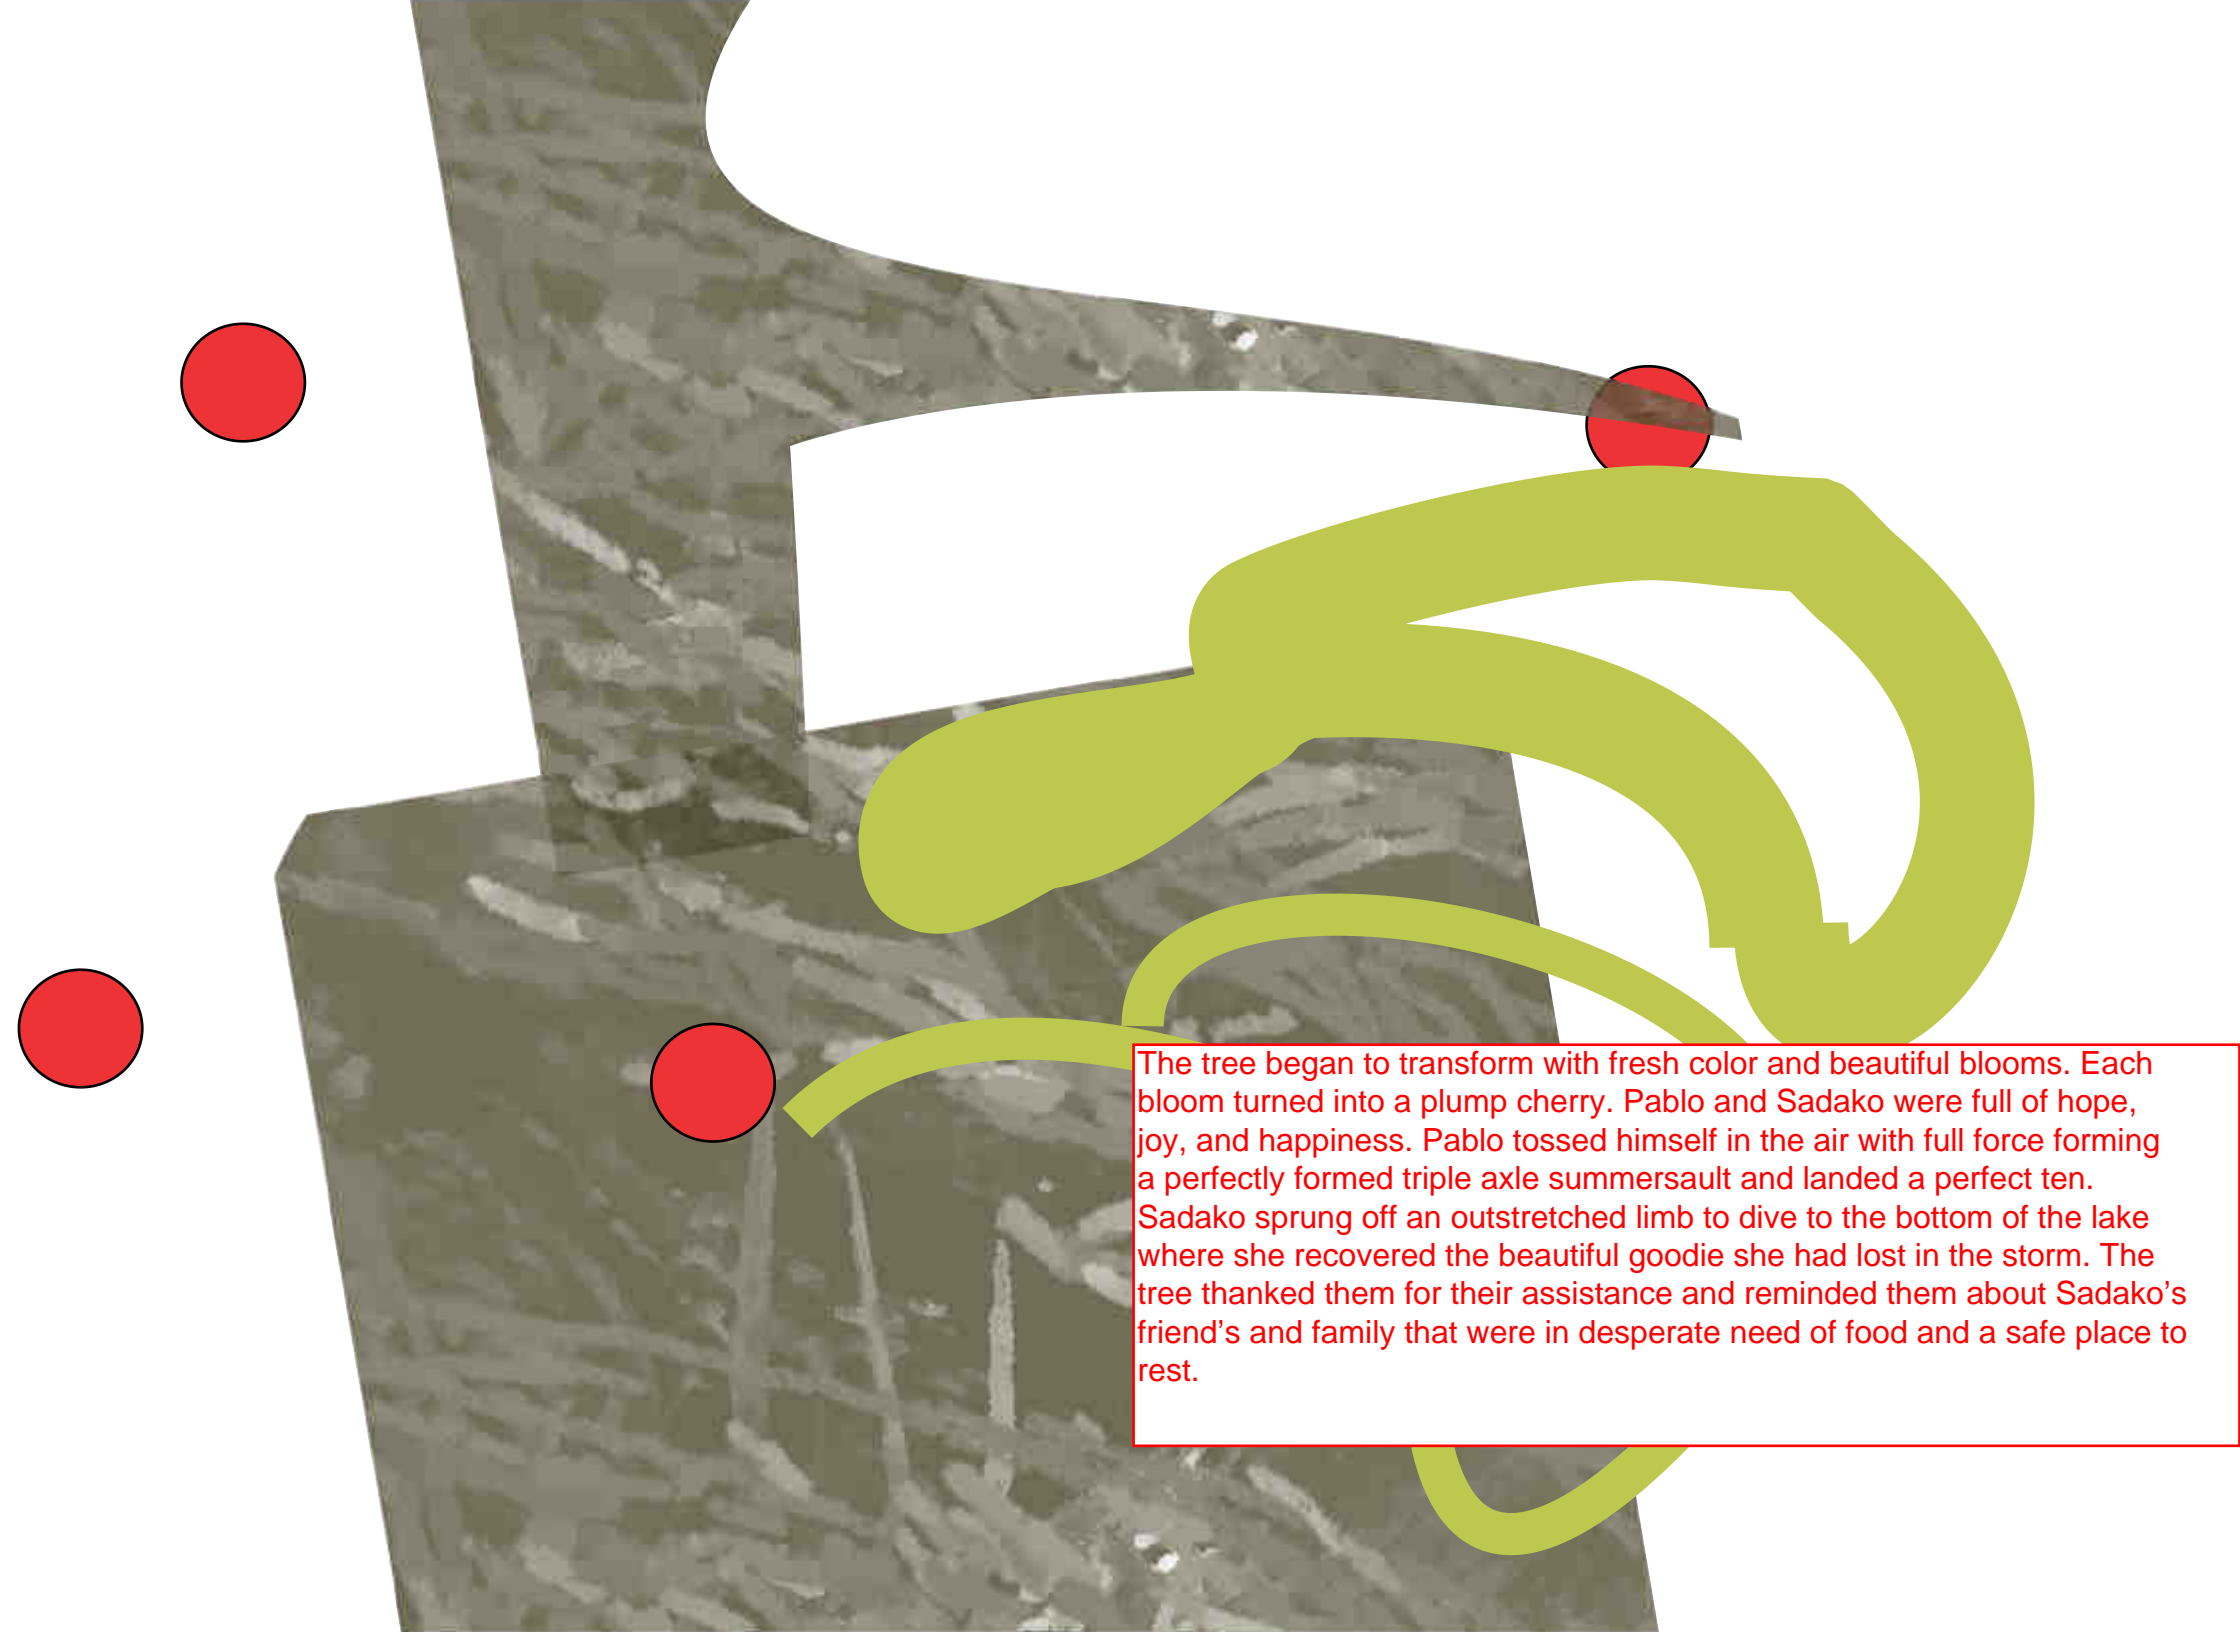 The tree began to transform with fresh color and beautiful blooms. Each
bloom turned into a plump cherry. Pablo and Sadako were full of hope,
joy, and happiness. Pablo tossed himself in the air with full force forming
a perfectly formed triple axle summersault and landed a perfect ten.
Sadako sprung off an outstretched limb to dive to the bottom of the lake
where she recovered the beautiful goodie she had lost in the storm. The
tree thanked them for their assistance and reminded them about Sadako’s
friend’s and family that were in desperate need of food and a safe place to
rest.